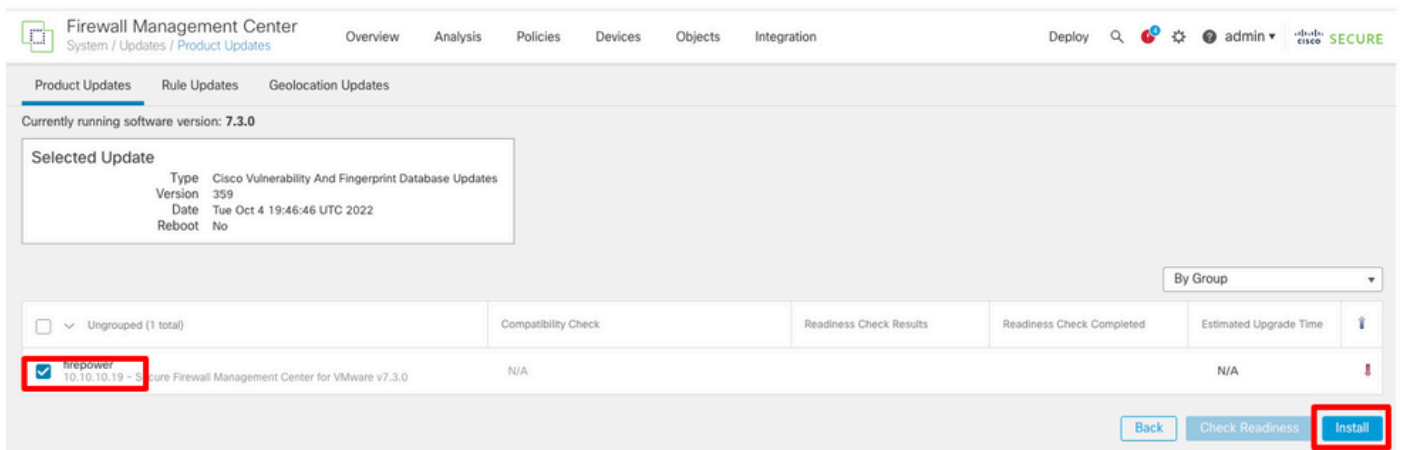 Firewall Management Center
System / Updates / Product Updates
Overview Analysis Policies Devices Objects Integration
Deploy 4 admin cisco SECURE
Product Updates Rule Updates Geolocation Updates
Currently running software version: 7.3.0
Selected Update
Type Cisco Vulnerability And Fingerprint Database Updates
Version 359
Date Tue Oct 4 19:46:46 UTC 2022
Reboot No
By Group
Ungrouped (1 total) Compatibility Check Readiness Check Results Readiness Check Completed Estimated Upgrade Time
firepower
10.10.10.19 - Secure Firewall Management Center for VMware v7.3.0 N/A N/A
Back Check Readiness Install